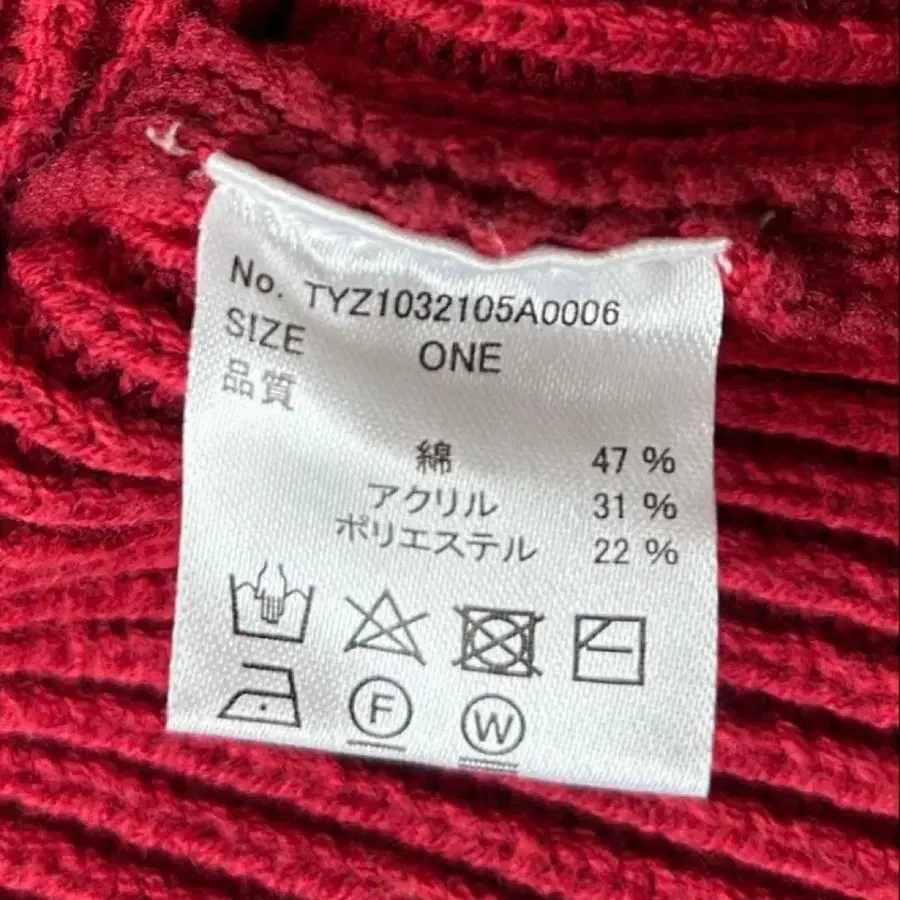 No. TYZ1032105A0006
SIZE ONE
品質
綿 47 %
アクリル 31 %
ポリエステル 22 %
F
W